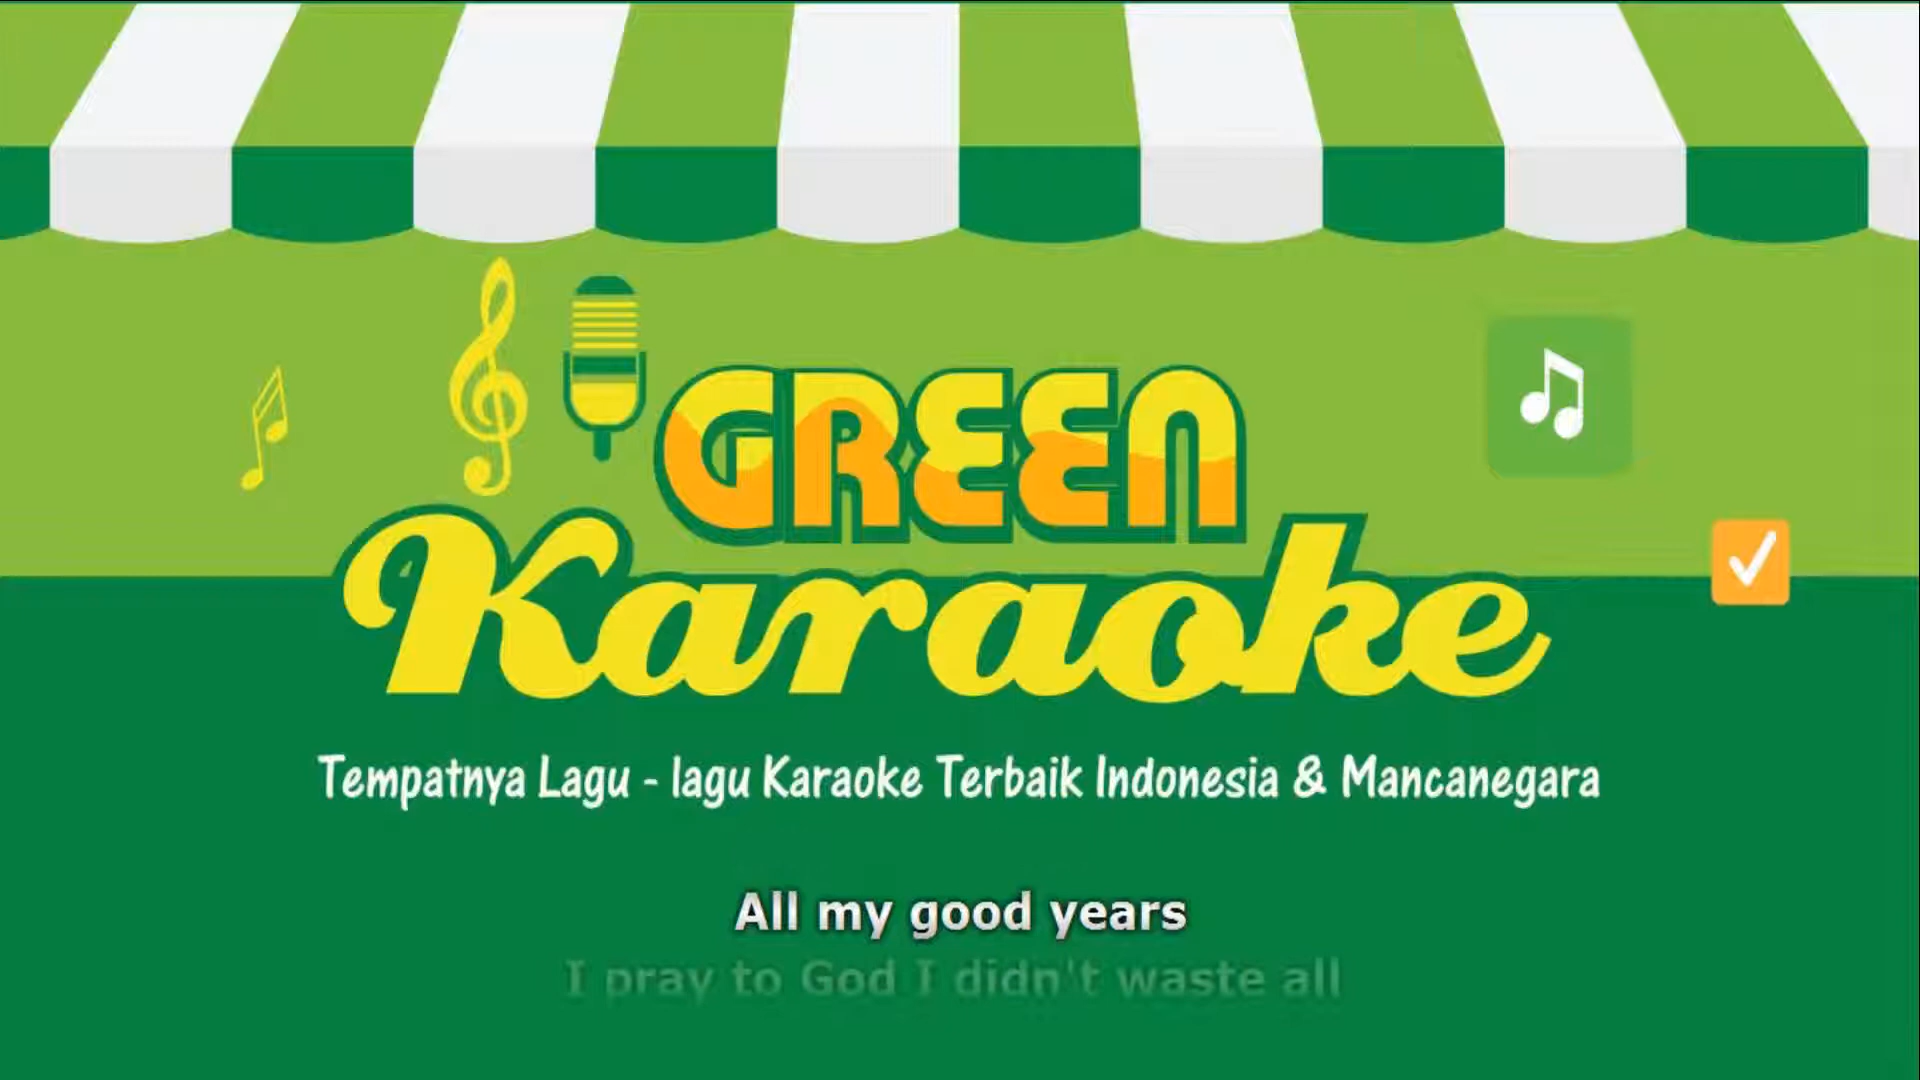 GREEN
Karaoke
Tempatnya Lagu - lagu Karaoke Terbaik Indonesia & Mancanegara
All my good years
I pray to God I didn't waste all